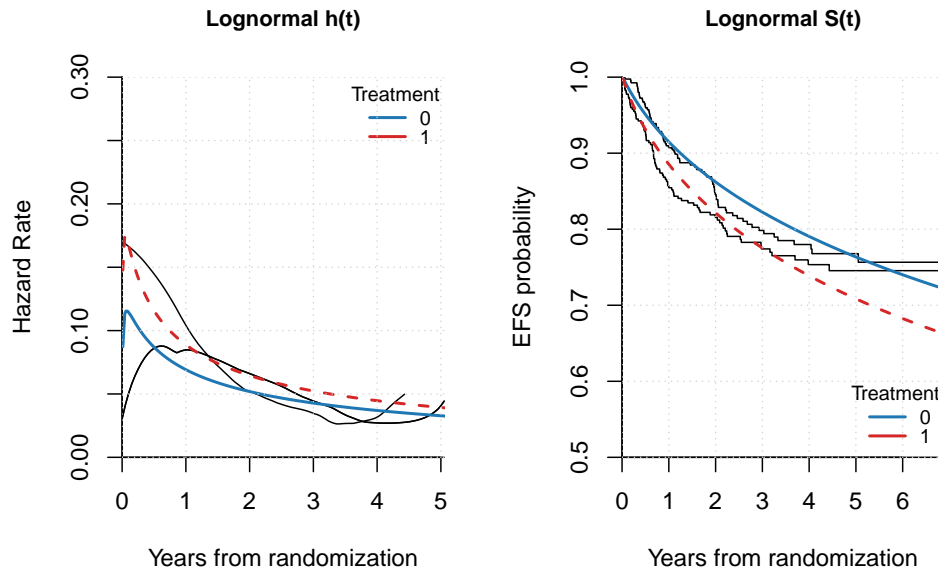 Lognormal h(t)
Hazard Rate
0.30
0.20
0.10
0.00
Treatment
0
1
0 1 2 3 4 5
Years from randomization
Lognormal S(t)
EFS probability
1.0
0.9
0.8
0.7
0.6
0.5
Treatment
0
1
0 1 2 3 4 5 6
Years from randomization